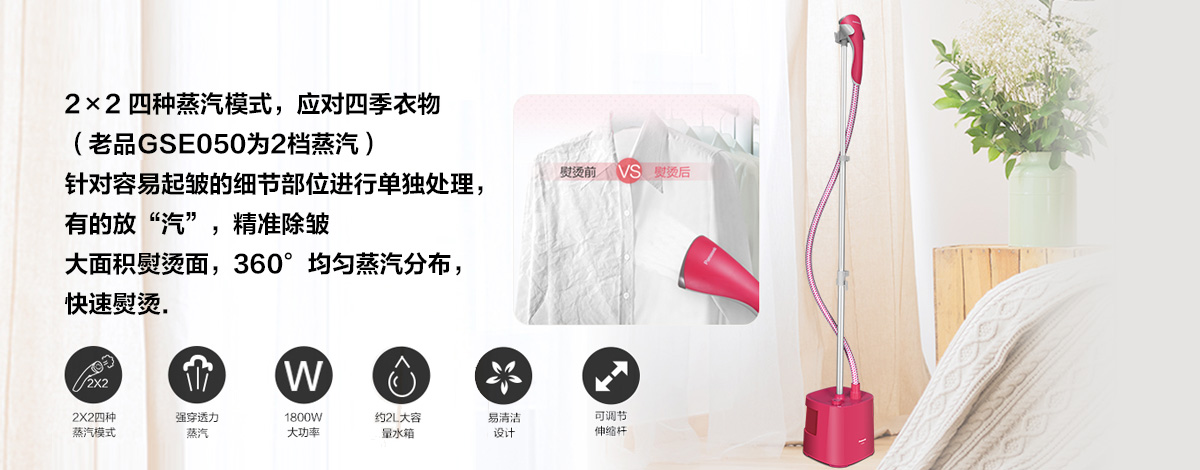 2×2 四种蒸汽模式，应对四季衣物
（老品GSE050为2档蒸汽）
针对容易起皱的细节部位进行单独处理，
有的放“汽”，精准除皱
大面积熨烫面，360°均匀蒸汽分布，
快速熨烫.
熨烫前 VS 熨烫后
Panasonic
2X2
W
2X2四种
蒸汽模式
强穿透力
蒸汽
1800W
大功率
约2L大容
量水箱
易清洁
设计
可调节
伸缩杆